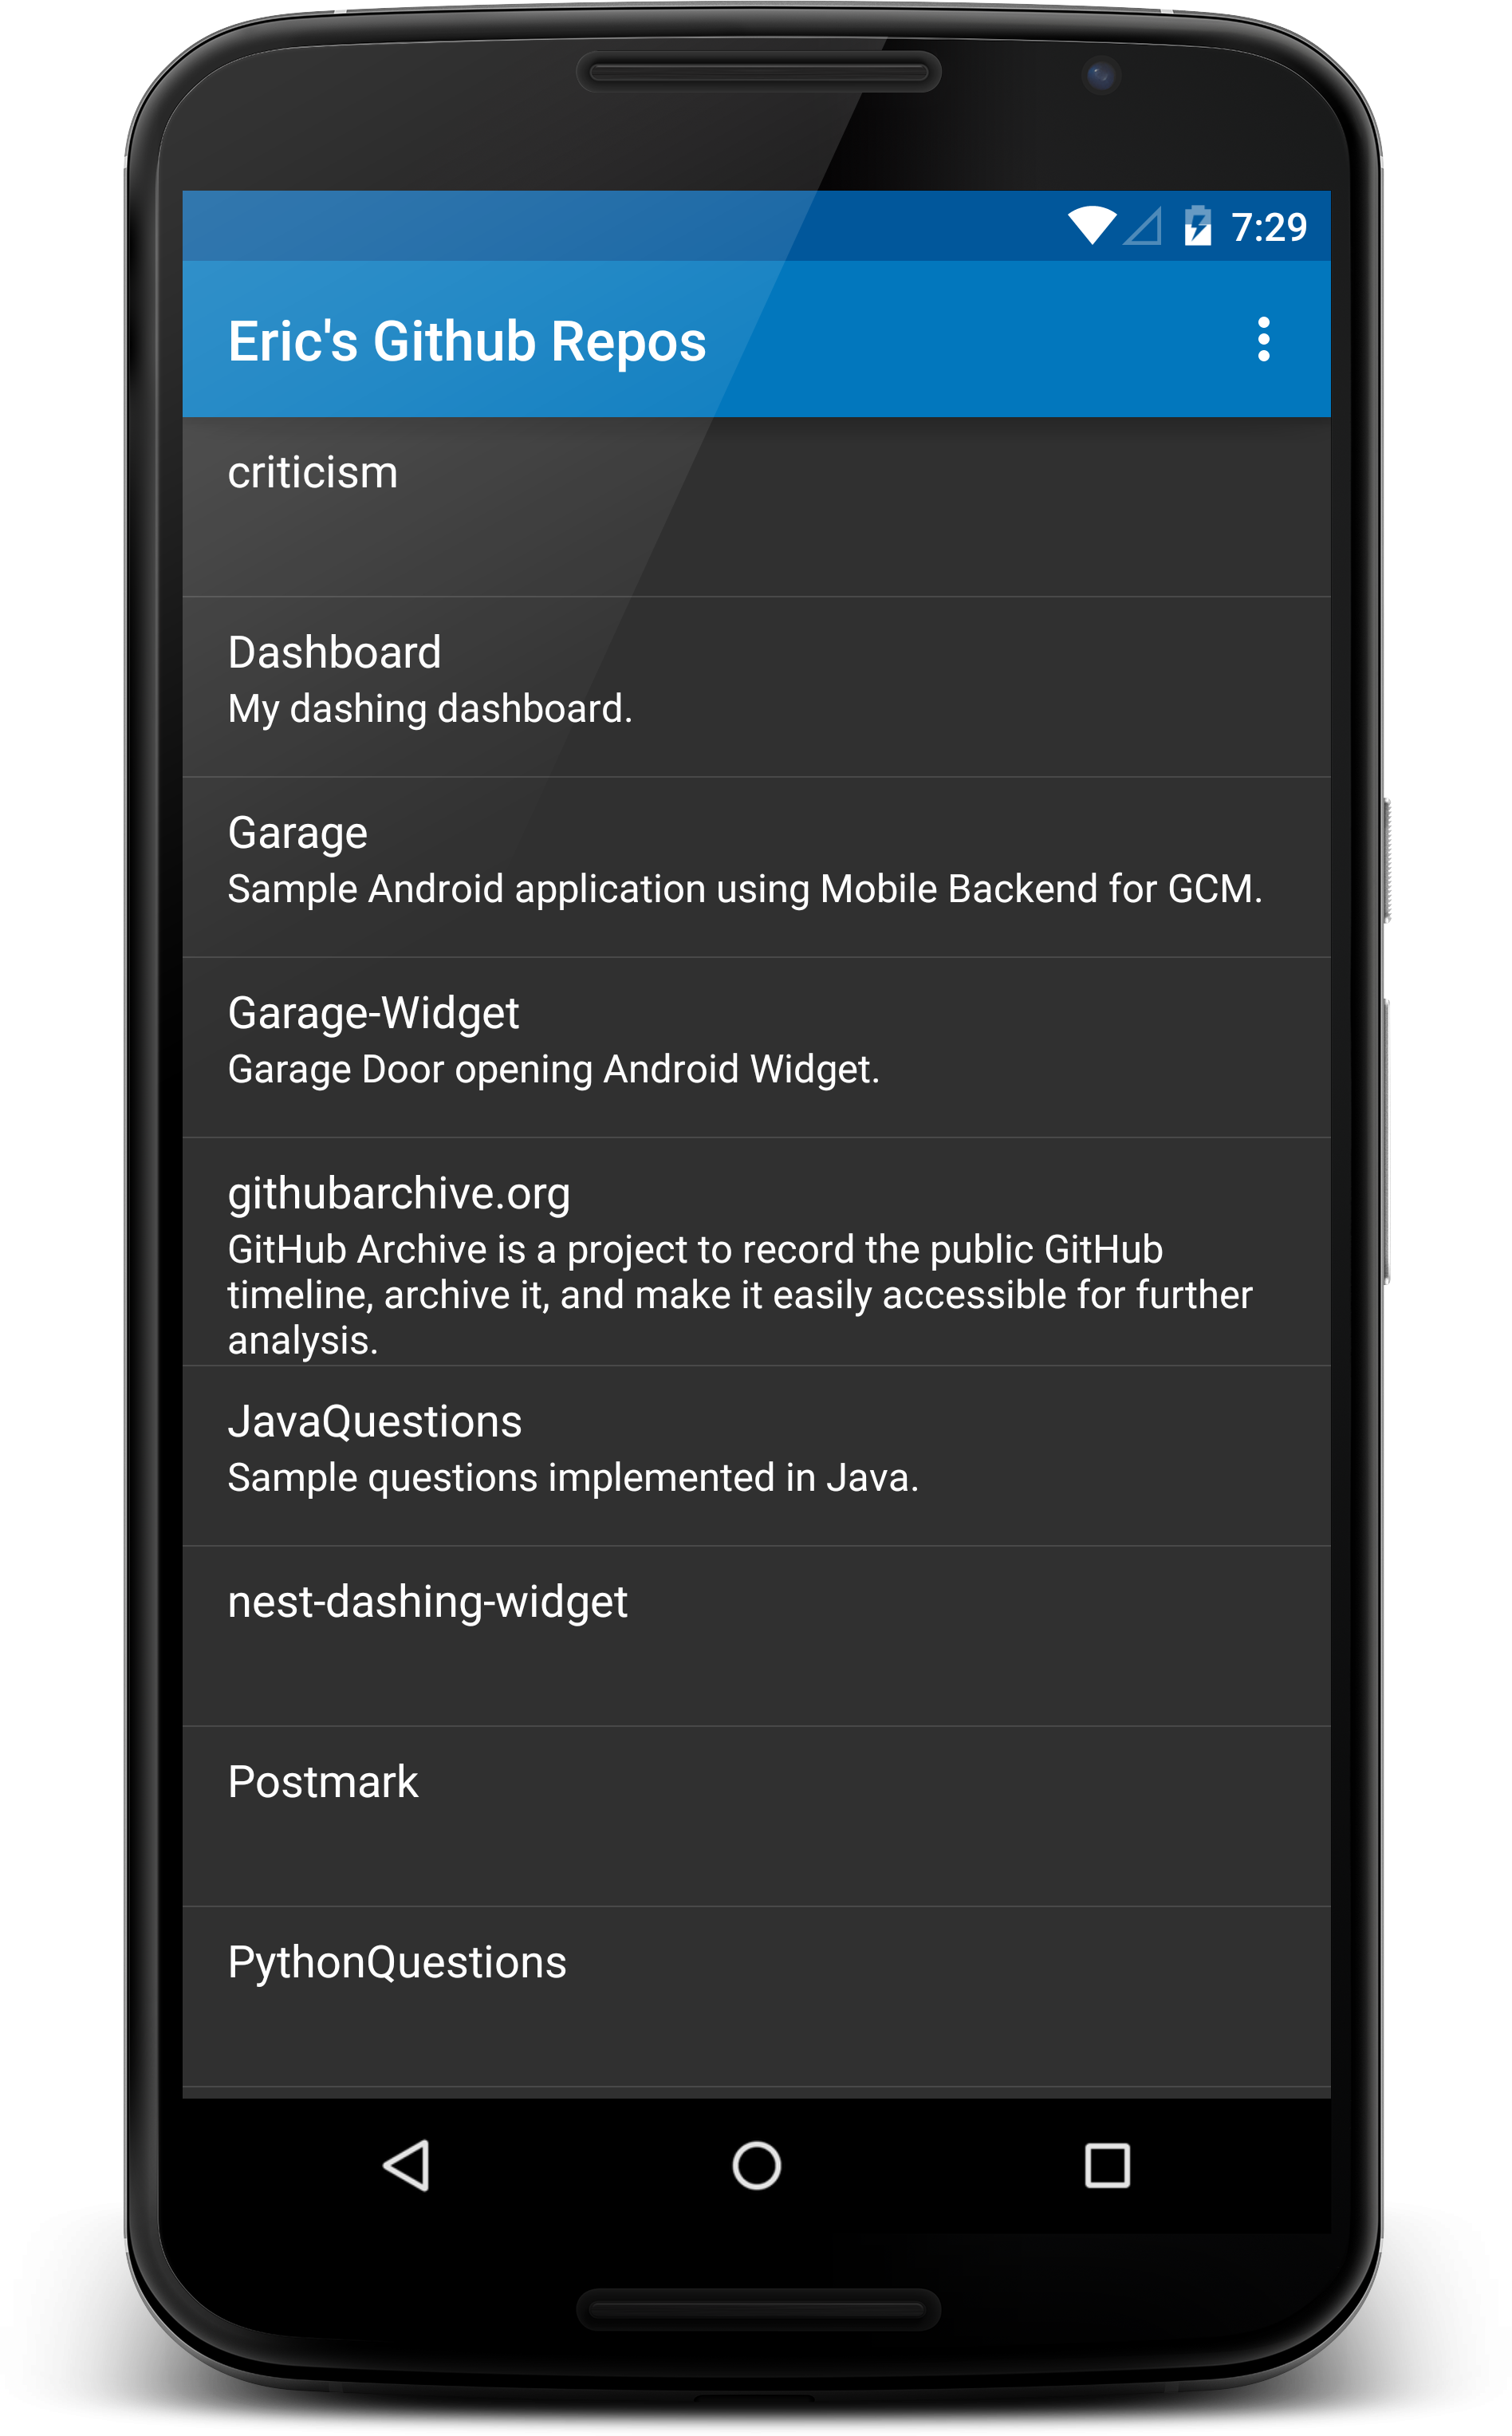 7:29
Eric's Github Repos
criticism
Dashboard
My dashing dashboard.
Garage
Sample Android application using Mobile Backend for GCM.
Garage-Widget
Garage Door opening Android Widget.
githubarchive.org
GitHub Archive is a project to record the public GitHub
timeline, archive it, and make it easily accessible for further
analysis.
JavaQuestions
Sample questions implemented in Java.
nest-dashing-widget
Postmark
PythonQuestions